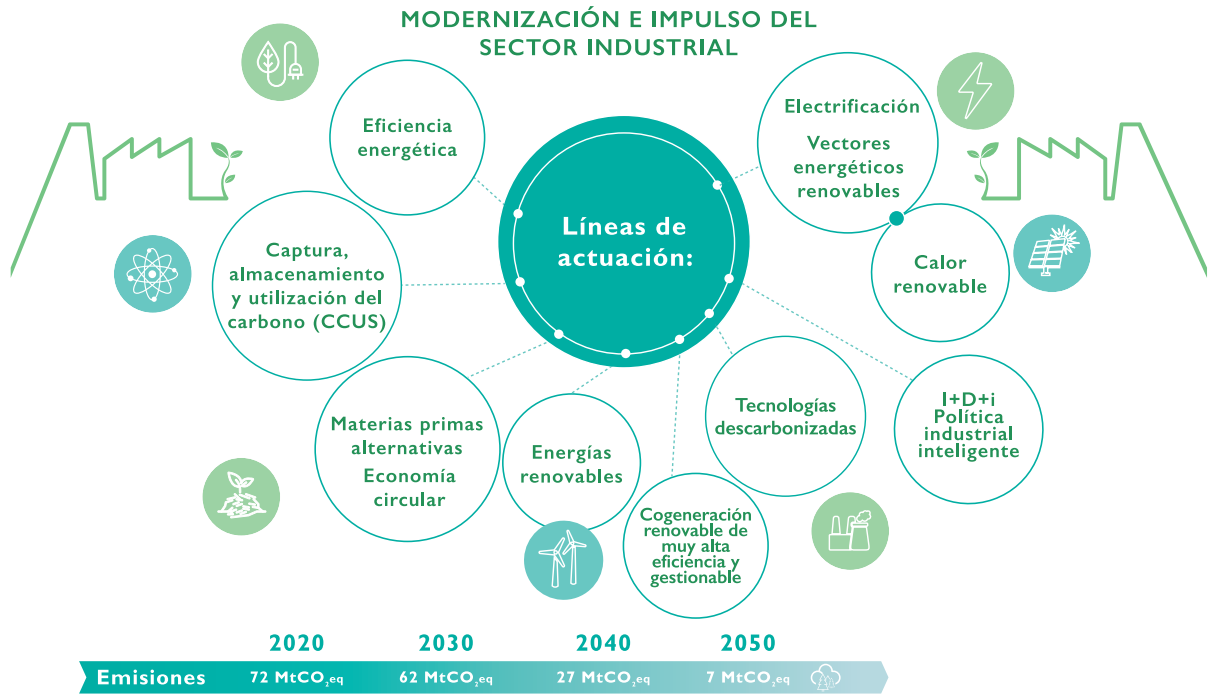 MODERNIZACIÓN E IMPULSO DEL
SECTOR INDUSTRIAL
Eficiencia
energética
Electrificación
Vectores
energéticos
renovables
Líneas de
actuación:
Captura,
almacenamiento
y utilización del
carbono (CCUS)
Calor
renovable
Materias primas
alternativas
Economía
circular
Energías
renovables
Tecnologías
descarbonizadas
I+D+i
Política
industrial
inteligente
Cogeneración
renovable de
muy alta
eficiencia y
gestionable
2020 2030 2040 2050
Emisiones 72 MtCO₂eq 62 MtCO₂eq 27 MtCO₂eq 7 MtCO₂eq